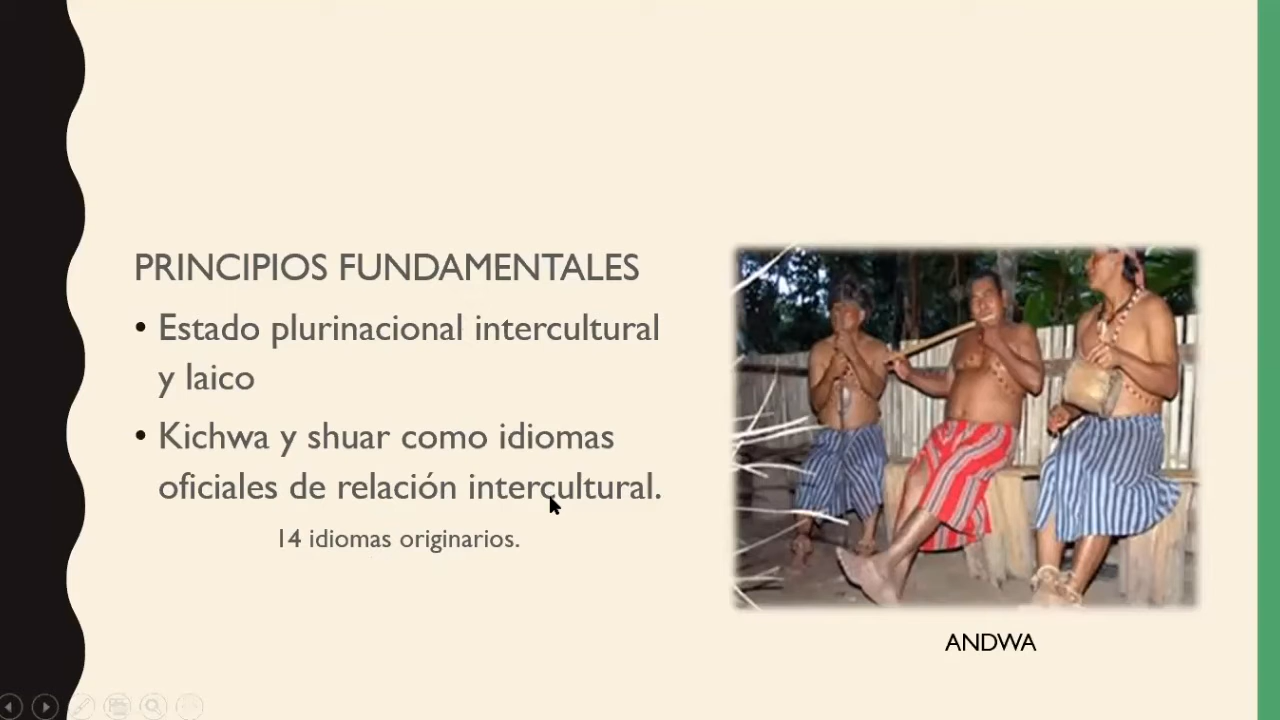 PRINCIPIOS FUNDAMENTALES
• Estado plurinacional intercultural
y laico
• Kichwa y shuar como idiomas
oficiales de relación intercultural.
14 idiomas originarios.
ANDWA